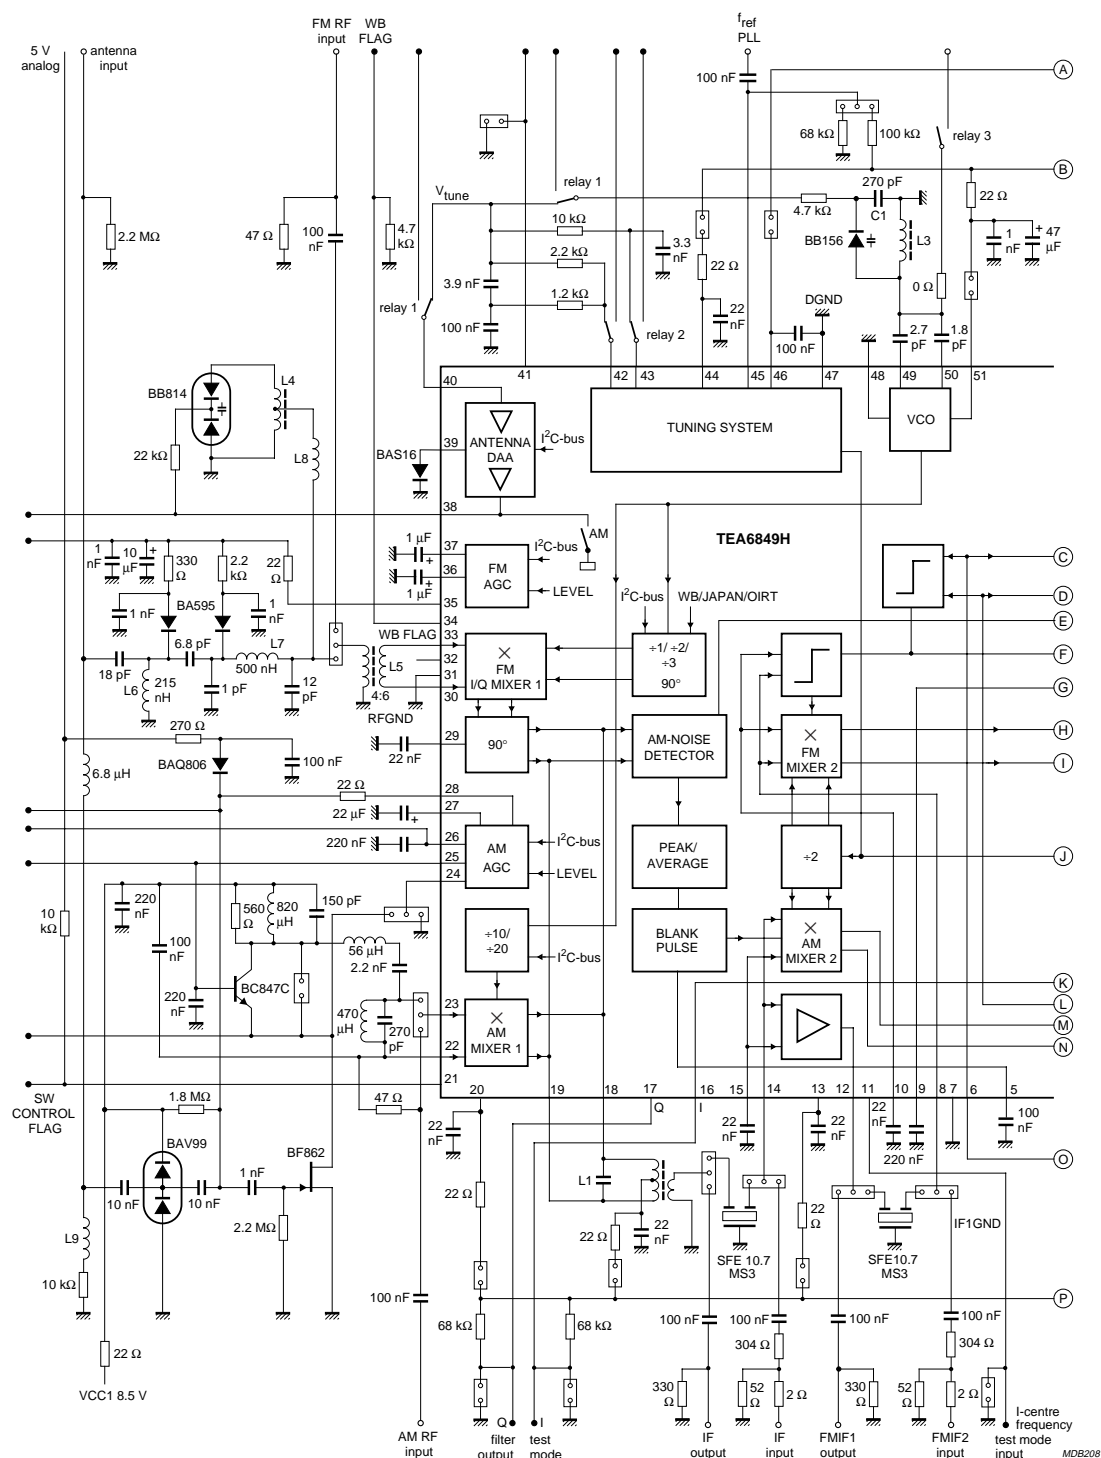 f_ref
PLL
FM RF
input
WB
FLAG
5 V
analog
antenna
input
100 nF
A
68 kΩ
100 kΩ
relay 3
B
V_tune
relay 1
270 pF
C1
22 Ω
2.2 MΩ
47 Ω
100
nF
4.7
kΩ
10 kΩ
4.7 kΩ
BB156
L3
1
nF
+
47
µF
2.2 kΩ
3.3
nF
22 Ω
3.9 nF
1.2 kΩ
relay 1
DGND
0 Ω
22
nF
100 nF
relay 2
100 nF
2.7
pF
1.8
pF
40
41
42
43
44
45
46
47
48
49
50
51
BB814
L4
ANTENNA
DAA
I²C-bus
TUNING SYSTEM
VCO
39
22 kΩ
L8
BAS16
38
AM
TEA6849H
1
nF
10
µF
+
330
Ω
2.2
kΩ
22
Ω
1 µF
+
37
FM
AGC
I²C-bus
C
36
+
1 µF
LEVEL
35
D
1 nF
BA595
1
nF
34
I²C-bus
WB/JAPAN/OIRT
E
6.8 pF
L7
WB FLAG
33
FM
I/Q MIXER 1
÷1/ ÷2/
÷3
90°
F
18 pF
500 nH
L5
32
L6
215
nH
1 pF
12
pF
4:6
31
30
G
RFGND
270 Ω
29
22 nF
90°
AM-NOISE
DETECTOR
FM
MIXER 2
H
BAQ806
100 nF
I
6.8 µH
22 Ω
28
22 µF
+
27
220 nF
26
AM
AGC
I²C-bus
PEAK/
AVERAGE
÷2
J
25
LEVEL
24
220
nF
560
Ω
820
µH
150 pF
10
kΩ
100
nF
56 µH
÷10/
÷20
BLANK
PULSE
AM
MIXER 2
2.2 nF
I²C-bus
BC847C
K
220
nF
470
µH
270
pF
23
AM
MIXER 1
L
M
22
N
21
SW
CONTROL
FLAG
1.8 MΩ
47 Ω
20
19
18
17
Q
16
I
15
14
13
12
11
10
9
8
7
6
5
22
nF
22
nF
22
nF
22
nF
220 nF
100
nF
BAV99
BF862
O
1 nF
10 nF
10 nF
L1
22 Ω
22
nF
22 Ω
22
Ω
L9
2.2 MΩ
SFE 10.7
MS3
SFE10.7
MS3
IF1GND
10 kΩ
100 nF
P
68 kΩ
68 kΩ
100 nF
100 nF
100 nF
100 nF
304 Ω
304 Ω
22 Ω
330
Ω
52
Ω
2 Ω
330
Ω
52
Ω
2 Ω
VCC1 8.5 V
AM RF
input
Q
filter
output
I
test
mode
IF
output
IF
input
FMIF1
output
FMIF2
input
I-centre
frequency
test mode
input
MDB208